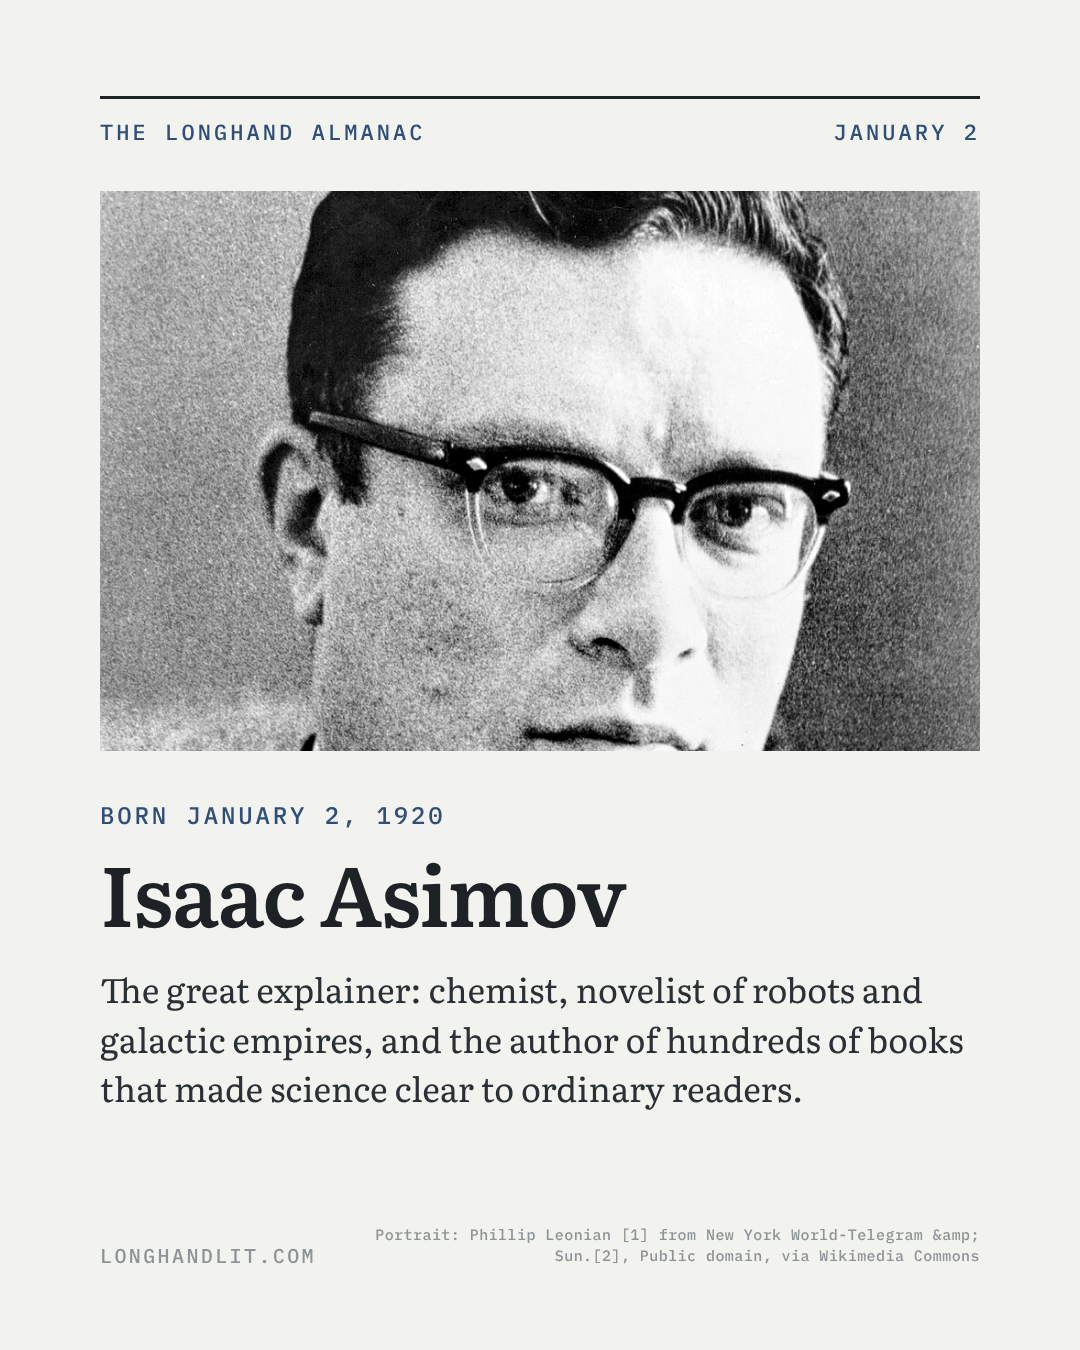 THE LONGHAND ALMANAC
JANUARY 2
BORN JANUARY 2, 1920
Isaac Asimov
The great explainer: chemist, novelist of robots and
galactic empires, and the author of hundreds of books
that made science clear to ordinary readers.
LONGHANDLIT.COM
Portrait: Phillip Leonian [1] from New York World-Telegram &amp;
Sun.[2], Public domain, via Wikimedia Commons